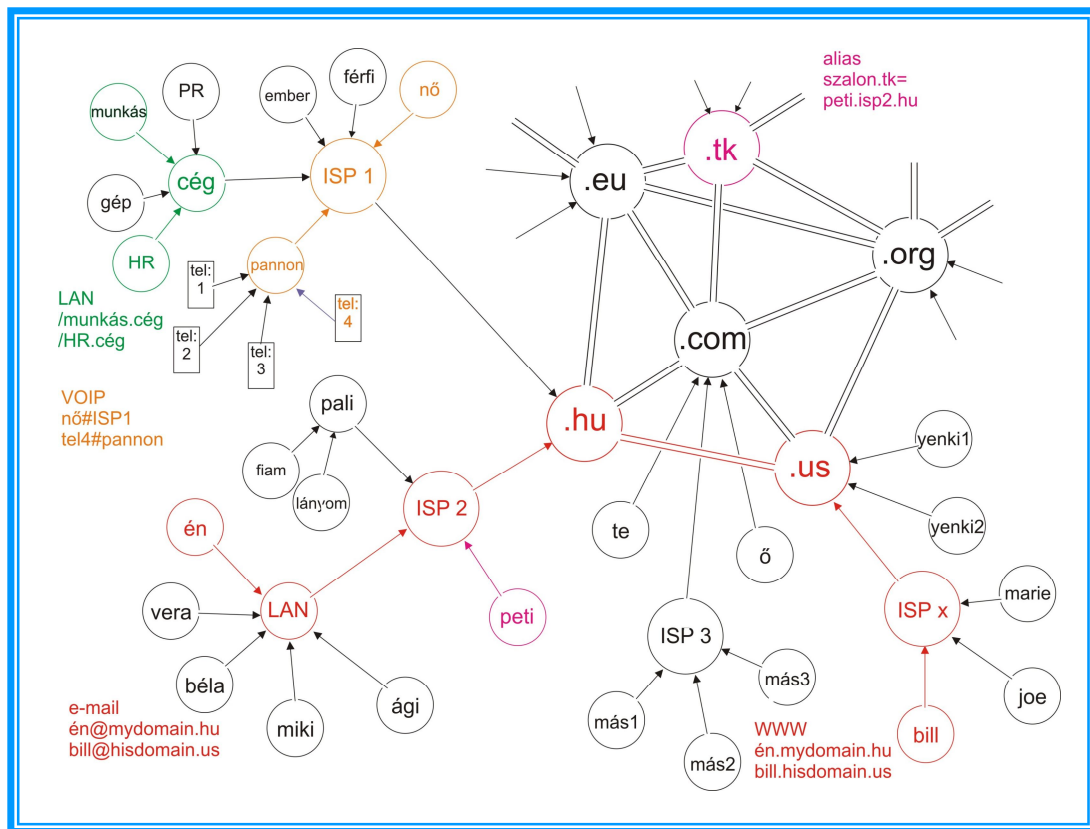 alias
szalon.tk=
peti.isp2.hu
PR
ember
férfi
nő
munkás
cég
ISP 1
.tk
.eu
gép
HR
pannon
.org
tel:
1
tel:
2
tel:
3
tel:
4
LAN
/munkás.cég
/HR.cég
.com
VOIP
nő#ISP1
tel4#pannon
pali
.hu
fiam
lányom
.us
yenki1
yenki2
ISP 2
én
te
ő
vera
LAN
peti
ISP 3
ISP x
marie
béla
miki
ági
más1
más2
más3
joe
bill
e-mail
én@mydomain.hu
bill@hisdomain.us
WWW
én.mydomain.hu
bill.hisdomain.us